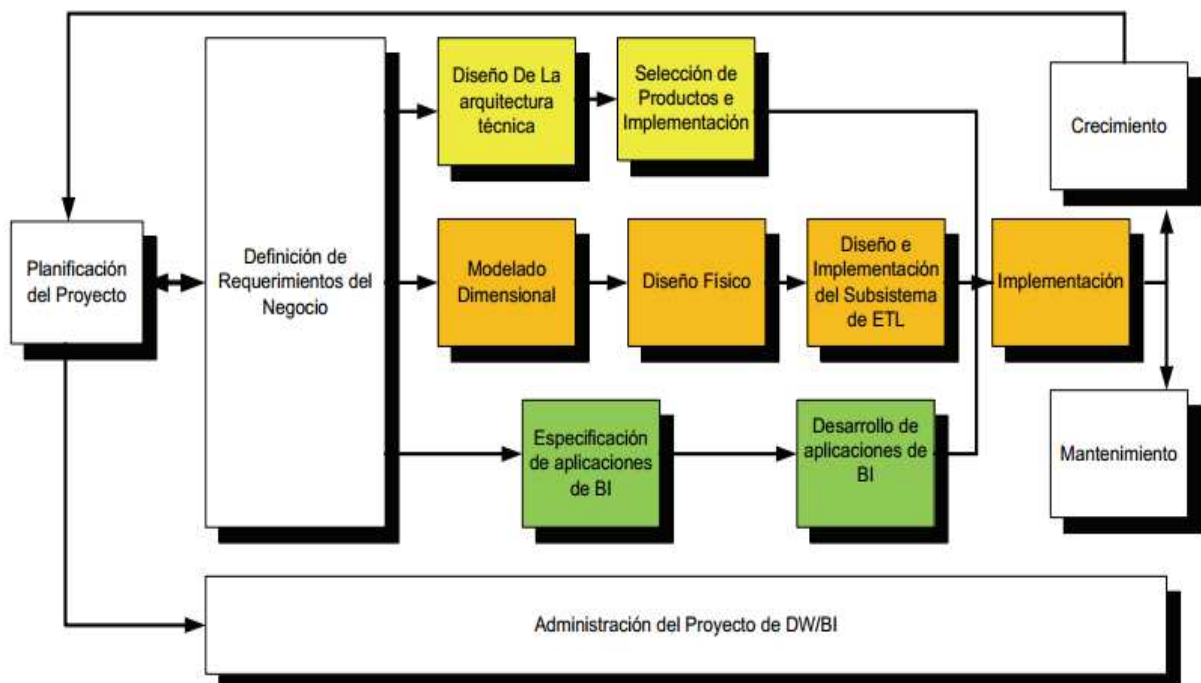 Diseño De La
arquitectura
técnica
Selección de
Productos e
Implementación
Crecimiento
Planificación
del Proyecto
Definición de
Requerimientos del
Negocio
Modelado
Dimensional
Diseño Físico
Diseño e
Implementación
del Subsistema
de ETL
Implementación
Especificación
de aplicaciones
de BI
Desarrollo de
aplicaciones de
BI
Mantenimiento
Administración del Proyecto de DW/BI